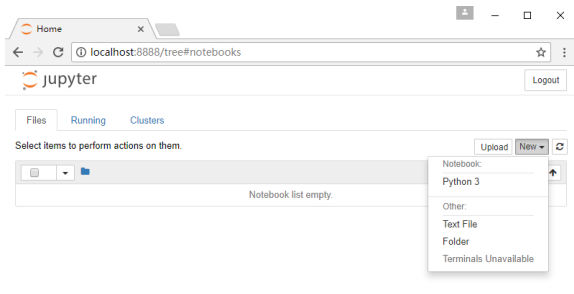 Home
localhost:8888/tree#notebooks
jupyter
Logout
Files Running Clusters
Select items to perform actions on them.
Upload New
Notebook:
Python 3
Notebook list empty.
Other:
Text File
Folder
Terminals Unavailable